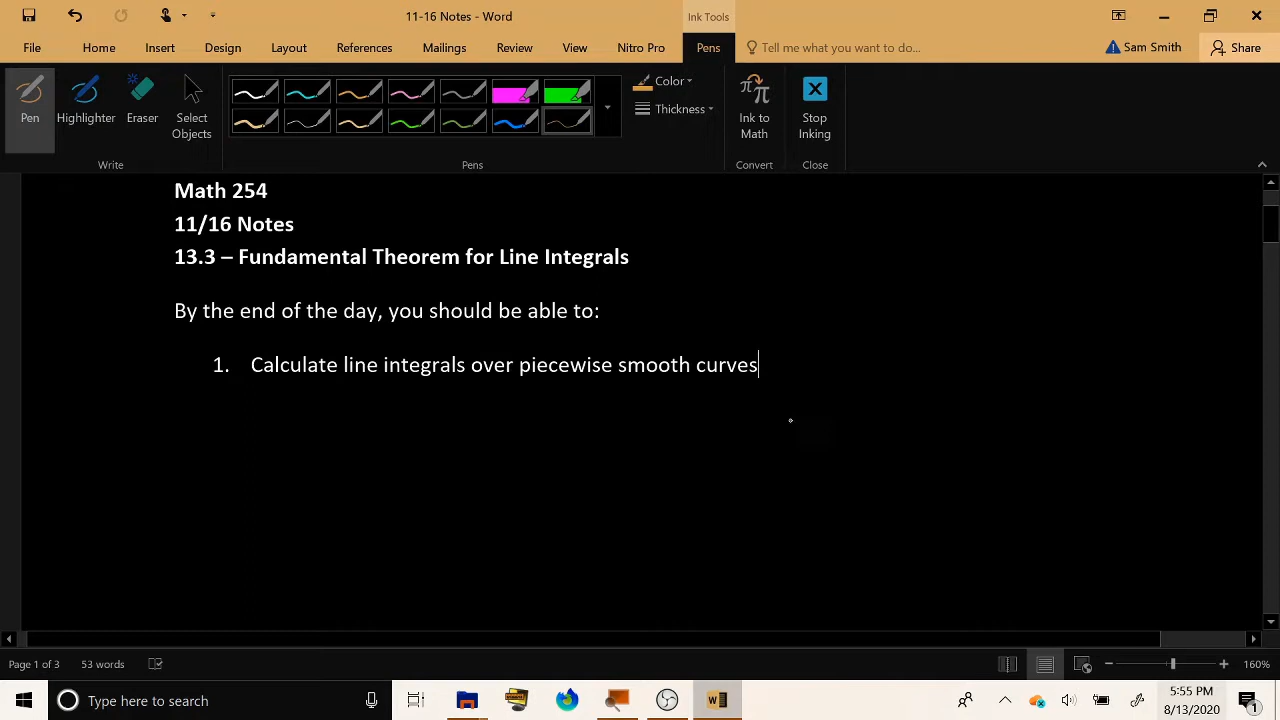 11-16 Notes - Word
Ink Tools
File Home Insert Design Layout References Mailings Review View Nitro Pro Pens Tell me what you want to do... Sam Smith Share
Pen Highlighter Eraser Select Objects
Color
Thickness
Ink to Math
Stop Inking
Write Pens Convert Close
Math 254
11/16 Notes
13.3 – Fundamental Theorem for Line Integrals
By the end of the day, you should be able to:
1. Calculate line integrals over piecewise smooth curves
Page 1 of 3 53 words 160%
Type here to search
5:55 PM
8/13/2020
1